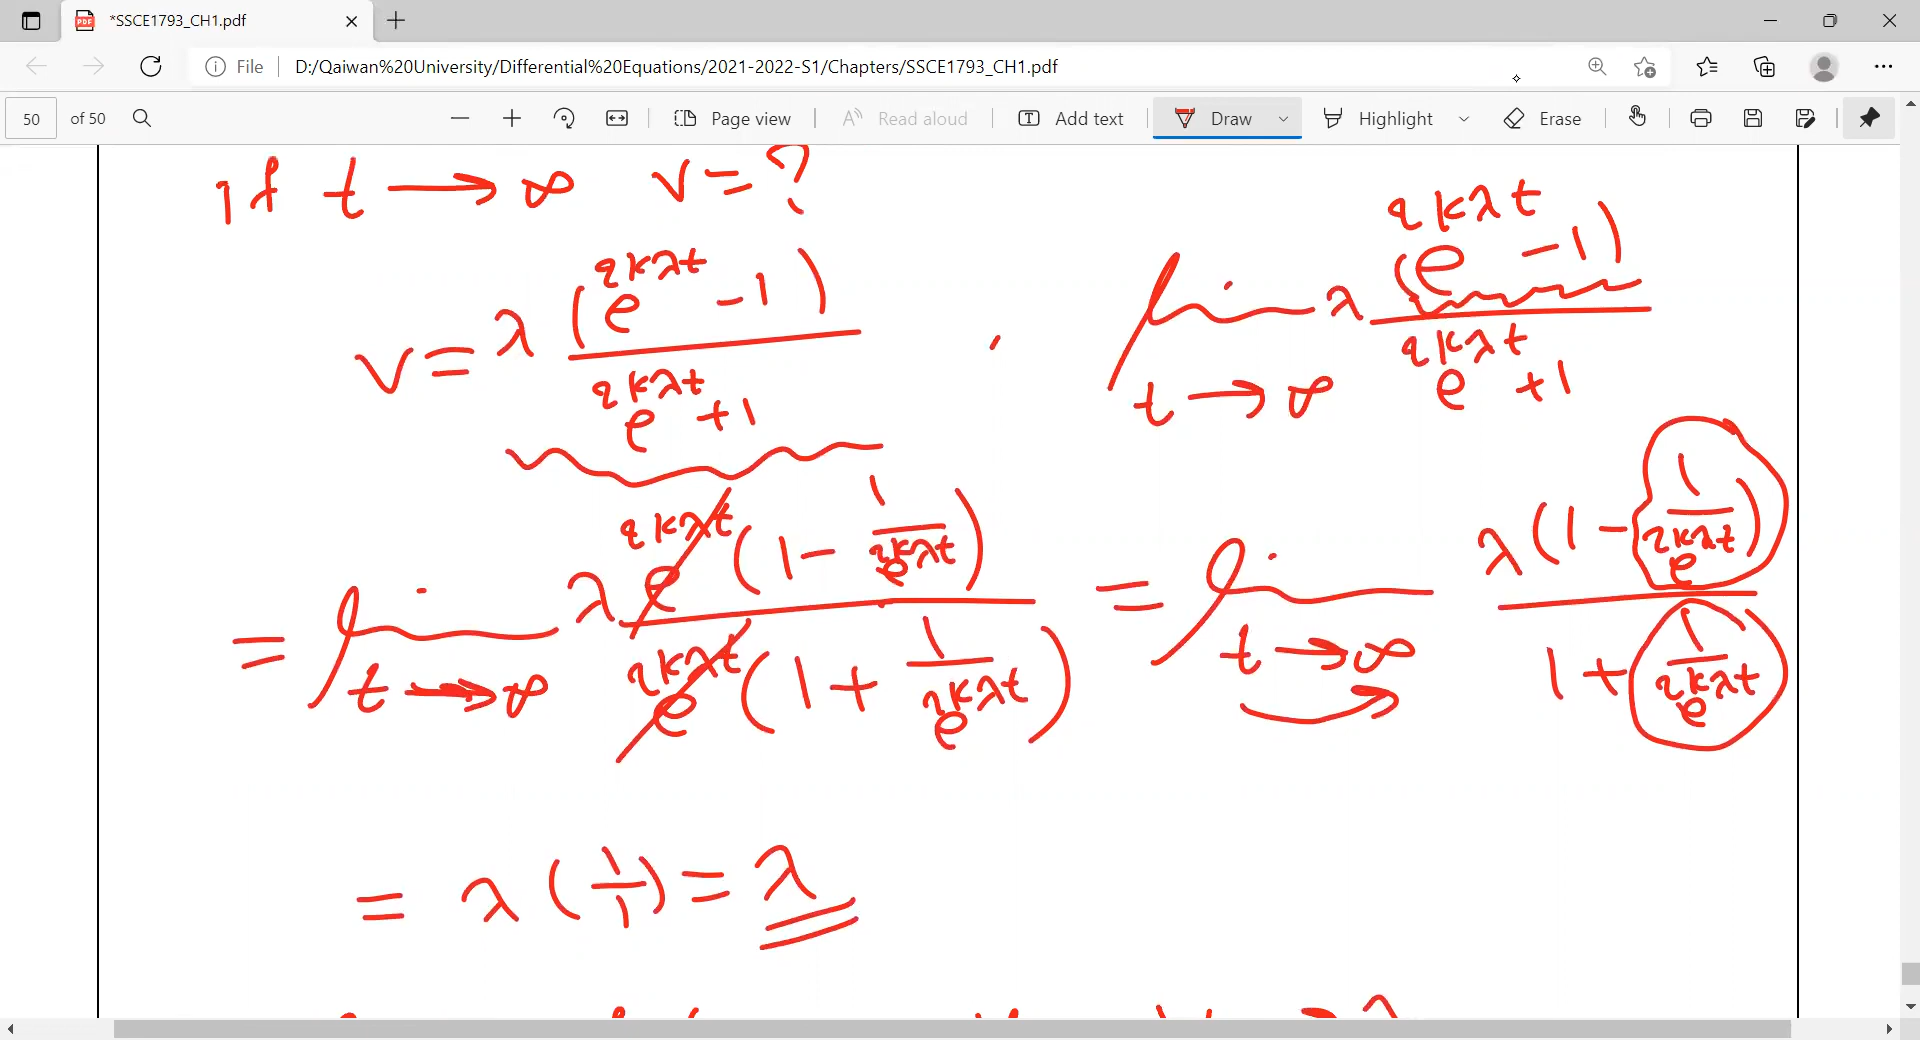 *SSCE1793_CH1.pdf
File D:/Qaiwan%20University/Differential%20Equations/2021-2022-S1/Chapters/SSCE1793_CH1.pdf
50 of 50 Page view Read aloud Add text Draw Highlight Erase
if t → ∞ v = ?
v = λ (e^{2kλt} - 1) / (e^{2kλt} + 1)
lim t→∞ λ (e^{2kλt} - 1) / (e^{2kλt} + 1)
= lim t→∞ λ e^{2kλt} (1 - 1/e^{2kλt}) / e^{2kλt} (1 + 1/e^{2kλt})
= lim t→∞ λ (1 - 1/e^{2kλt}) / 1 + 1/e^{2kλt}
= λ (1/1) = λ